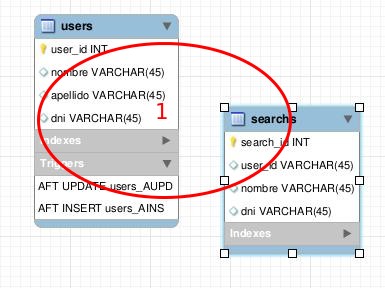 users
user_id INT
nombre VARCHAR(45)
apellido VARCHAR(45)
dni VARCHAR(45)
1
Indexes
Triggers
AFT UPDATE users_AUPD
AFT INSERT users_AINS
searchs
search_id INT
user_id VARCHAR(45)
nombre VARCHAR(45)
dni VARCHAR(45)
Indexes